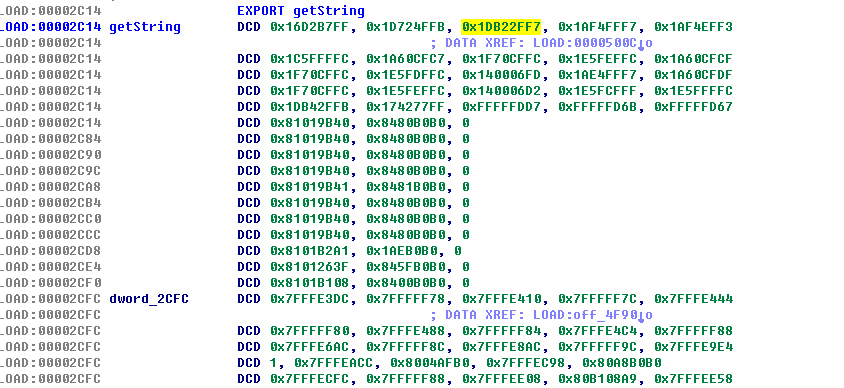 LOAD:00002C14 EXPORT getString
LOAD:00002C14 getString DCD 0x16D2B7FF, 0x1D724FFB, 0x1DB22FF7, 0x1AF4FFF7, 0x1AF4EFF3
LOAD:00002C14 ; DATA XREF: LOAD:0000500C↓o
LOAD:00002C14 DCD 0x1C5FFFFC, 0x1A60CFC7, 0x1F70CFFC, 0x1E5FEFFC, 0x1A60CFCF
LOAD:00002C14 DCD 0x1F70CFFC, 0x1E5FDFFC, 0x140006FD, 0x1AE4FFF7, 0x1A60CFDF
LOAD:00002C14 DCD 0x1F70CFFC, 0x1E5FEFFC, 0x140006D2, 0x1E5FCFFF, 0x1E5FFFFC
LOAD:00002C14 DCD 0x1DB42FFB, 0x174277FF, 0xFFFFFDD7, 0xFFFFFD6B, 0xFFFFFD67
LOAD:00002C14 DCD 0x81019B40, 0x8480B0B0, 0
LOAD:00002C84 DCD 0x81019B40, 0x8480B0B0, 0
LOAD:00002C90 DCD 0x81019B40, 0x8480B0B0, 0
LOAD:00002C9C DCD 0x81019B40, 0x8480B0B0, 0
LOAD:00002CA8 DCD 0x81019B41, 0x8481B0B0, 0
LOAD:00002CB4 DCD 0x81019B40, 0x8480B0B0, 0
LOAD:00002CC0 DCD 0x81019B40, 0x8480B0B0, 0
LOAD:00002CCC DCD 0x81019B40, 0x8480B0B0, 0
LOAD:00002CD8 DCD 0x8101B2A1, 0x1AEB0B0, 0
LOAD:00002CE4 DCD 0x8101263F, 0x845FB0B0, 0
LOAD:00002CF0 DCD 0x8101B108, 0x8400B0B0, 0
LOAD:00002CFC dword_2CFC DCD 0x7FFFE3DC, 0x7FFFFF78, 0x7FFFE410, 0x7FFFFF7C, 0x7FFFE444
LOAD:00002CFC ; DATA XREF: LOAD:off_4F90↓o
LOAD:00002CFC DCD 0x7FFFFF80, 0x7FFFE488, 0x7FFFFF84, 0x7FFFE4C4, 0x7FFFFF88
LOAD:00002CFC DCD 0x7FFFE6AC, 0x7FFFFF8C, 0x7FFFE8AC, 0x7FFFFF9C, 0x7FFFE9E4
LOAD:00002CFC DCD 1, 0x7FFFEACC, 0x8004AFB0, 0x7FFFEC98, 0x80A8B0B0
LOAD:00002CFC DCD 0x7FFFECFC, 0x7FFFFF88, 0x7FFFEE08, 0x80B108A9, 0x7FFFEE58